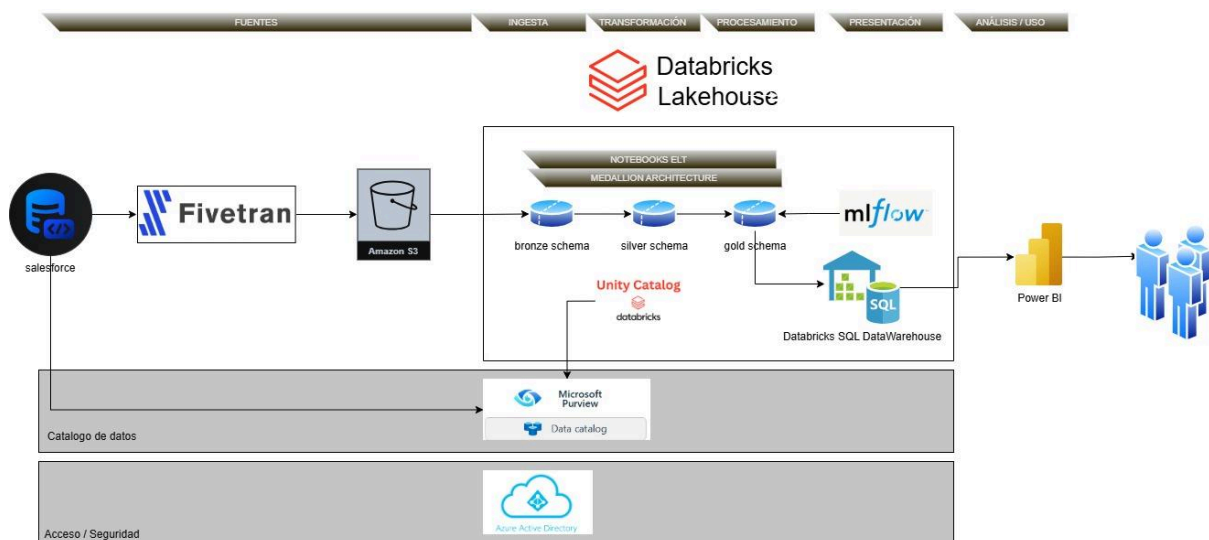 FUENTES
INGESTA
TRANSFORMACIÓN
PROCESAMIENTO
PRESENTACIÓN
ANÁLISIS / USO
Databricks
Lakehouse
NOTEBOOKS ELT
MEDALLION ARCHITECTURE
salesforce
Fivetran
Amazon S3
bronze schema
silver schema
gold schema
mlflow
Unity Catalog
databricks
SQL
Databricks SQL DataWarehouse
Power BI
Microsoft
Purview
Data catalog
Catalogo de datos
Azure Active Directory
Acceso / Seguridad